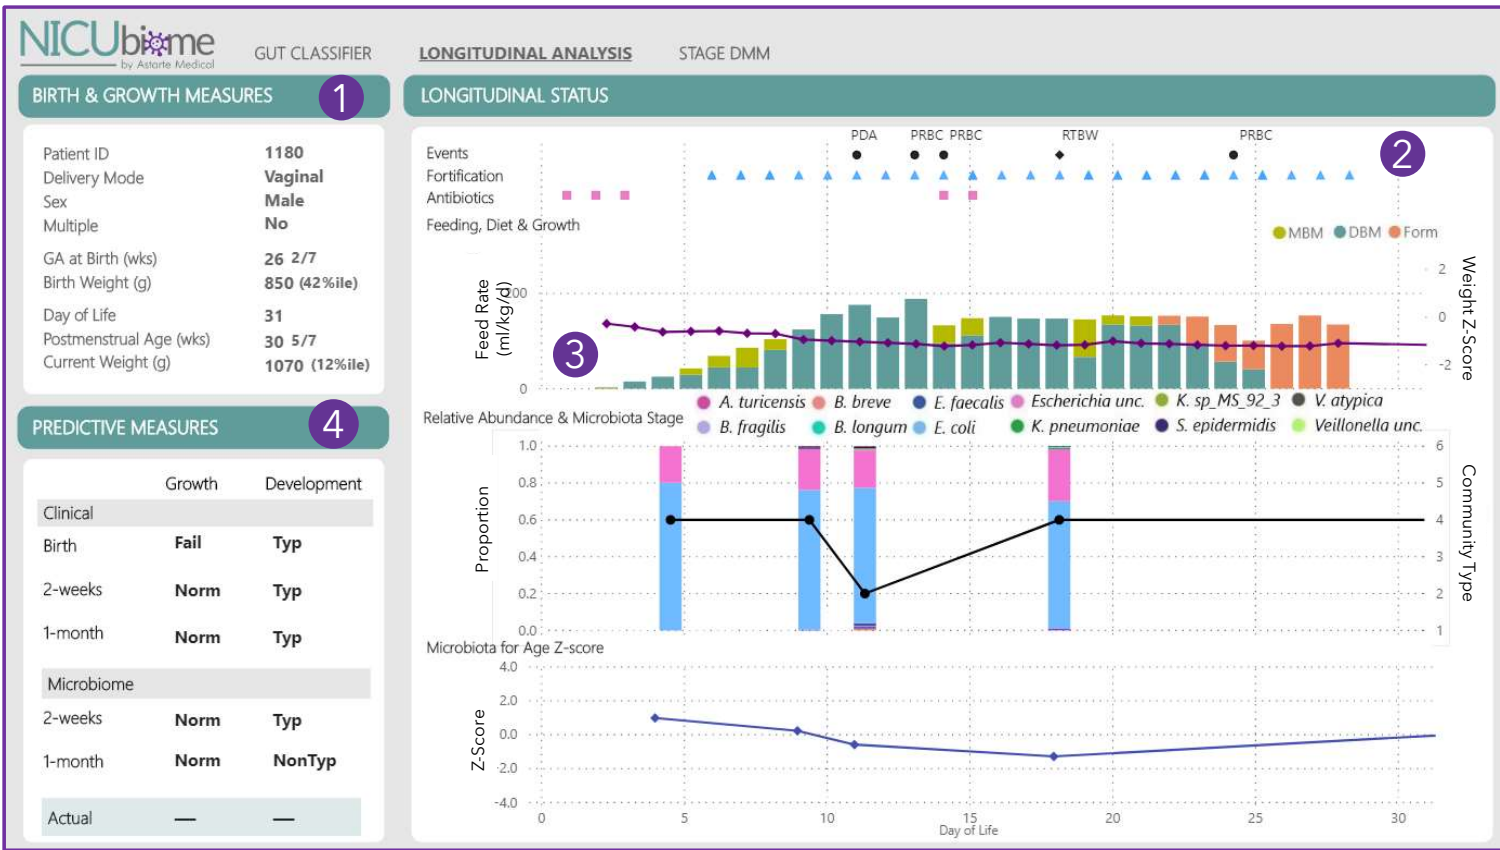 NICUbiome
by Astarte Medical
GUT CLASSIFIER
LONGITUDINAL ANALYSIS
STAGE DMM
BIRTH & GROWTH MEASURES
1
Patient ID 1180
Delivery Mode Vaginal
Sex Male
Multiple No
GA at Birth (wks) 26 2/7
Birth Weight (g) 850 (42%ile)
Day of Life 31
Postmenstrual Age (wks) 30 5/7
Current Weight (g) 1070 (12%ile)
PREDICTIVE MEASURES
4
Growth Development
Clinical
Birth Fail Typ
2-weeks Norm Typ
1-month Norm Typ
Microbiome
2-weeks Norm Typ
1-month Norm NonTyp
Actual — —
LONGITUDINAL STATUS
2
PDA PRBC PRBC RTBW PRBC
Events
Fortification
Antibiotics
Feeding, Diet & Growth
MBM DBM Form
Feed Rate
(ml/kg/d)
200
0
3
2
0
-2
Weight Z-Score
A. turicensis B. breve E. faecalis Escherichia unc. K. sp_MS_92_3 V. atypica
Relative Abundance & Microbiota Stage
B. fragilis B. longum E. coli K. pneumoniae S. epidermidis Veillonella unc.
Proportion
1.0
0.8
0.6
0.4
0.2
0.0
6
5
4
3
2
1
Community Type
Microbiota for Age Z-score
Z-Score
4.0
2.0
0.0
-2.0
-4.0
0 5 10 15 20 25 30
Day of Life